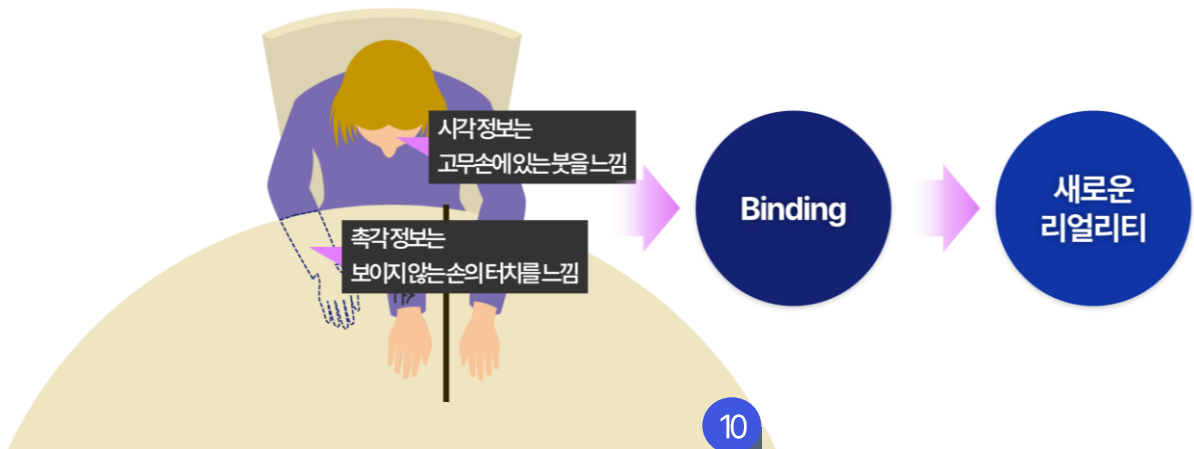 시각 정보는
고무손에 있는 붓을 느낌
촉각 정보는
보이지 않는 손의 터치를 느낌
Binding
새로운
리얼리티
10